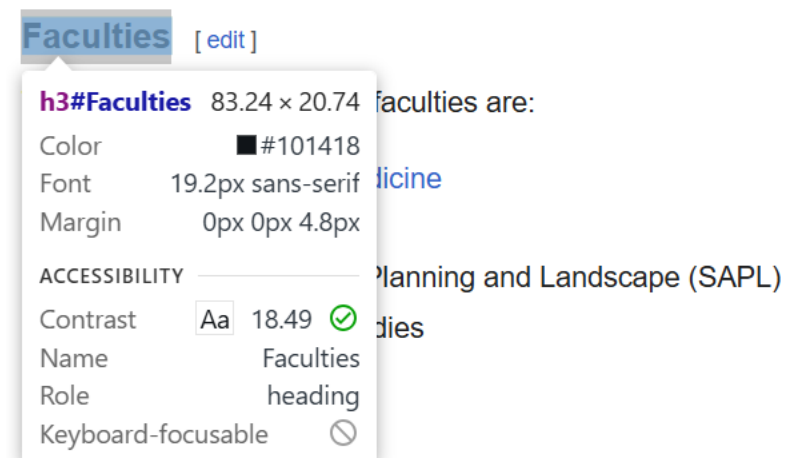 Faculties [ edit ]
h3#Faculties 83.24 × 20.74 faculties are:
Color #101418
Font 19.2px sans-serif dicine
Margin 0px 0px 4.8px
ACCESSIBILITY Planning and Landscape (SAPL)
Contrast Aa 18.49 dies
Name Faculties
Role heading
Keyboard-focusable